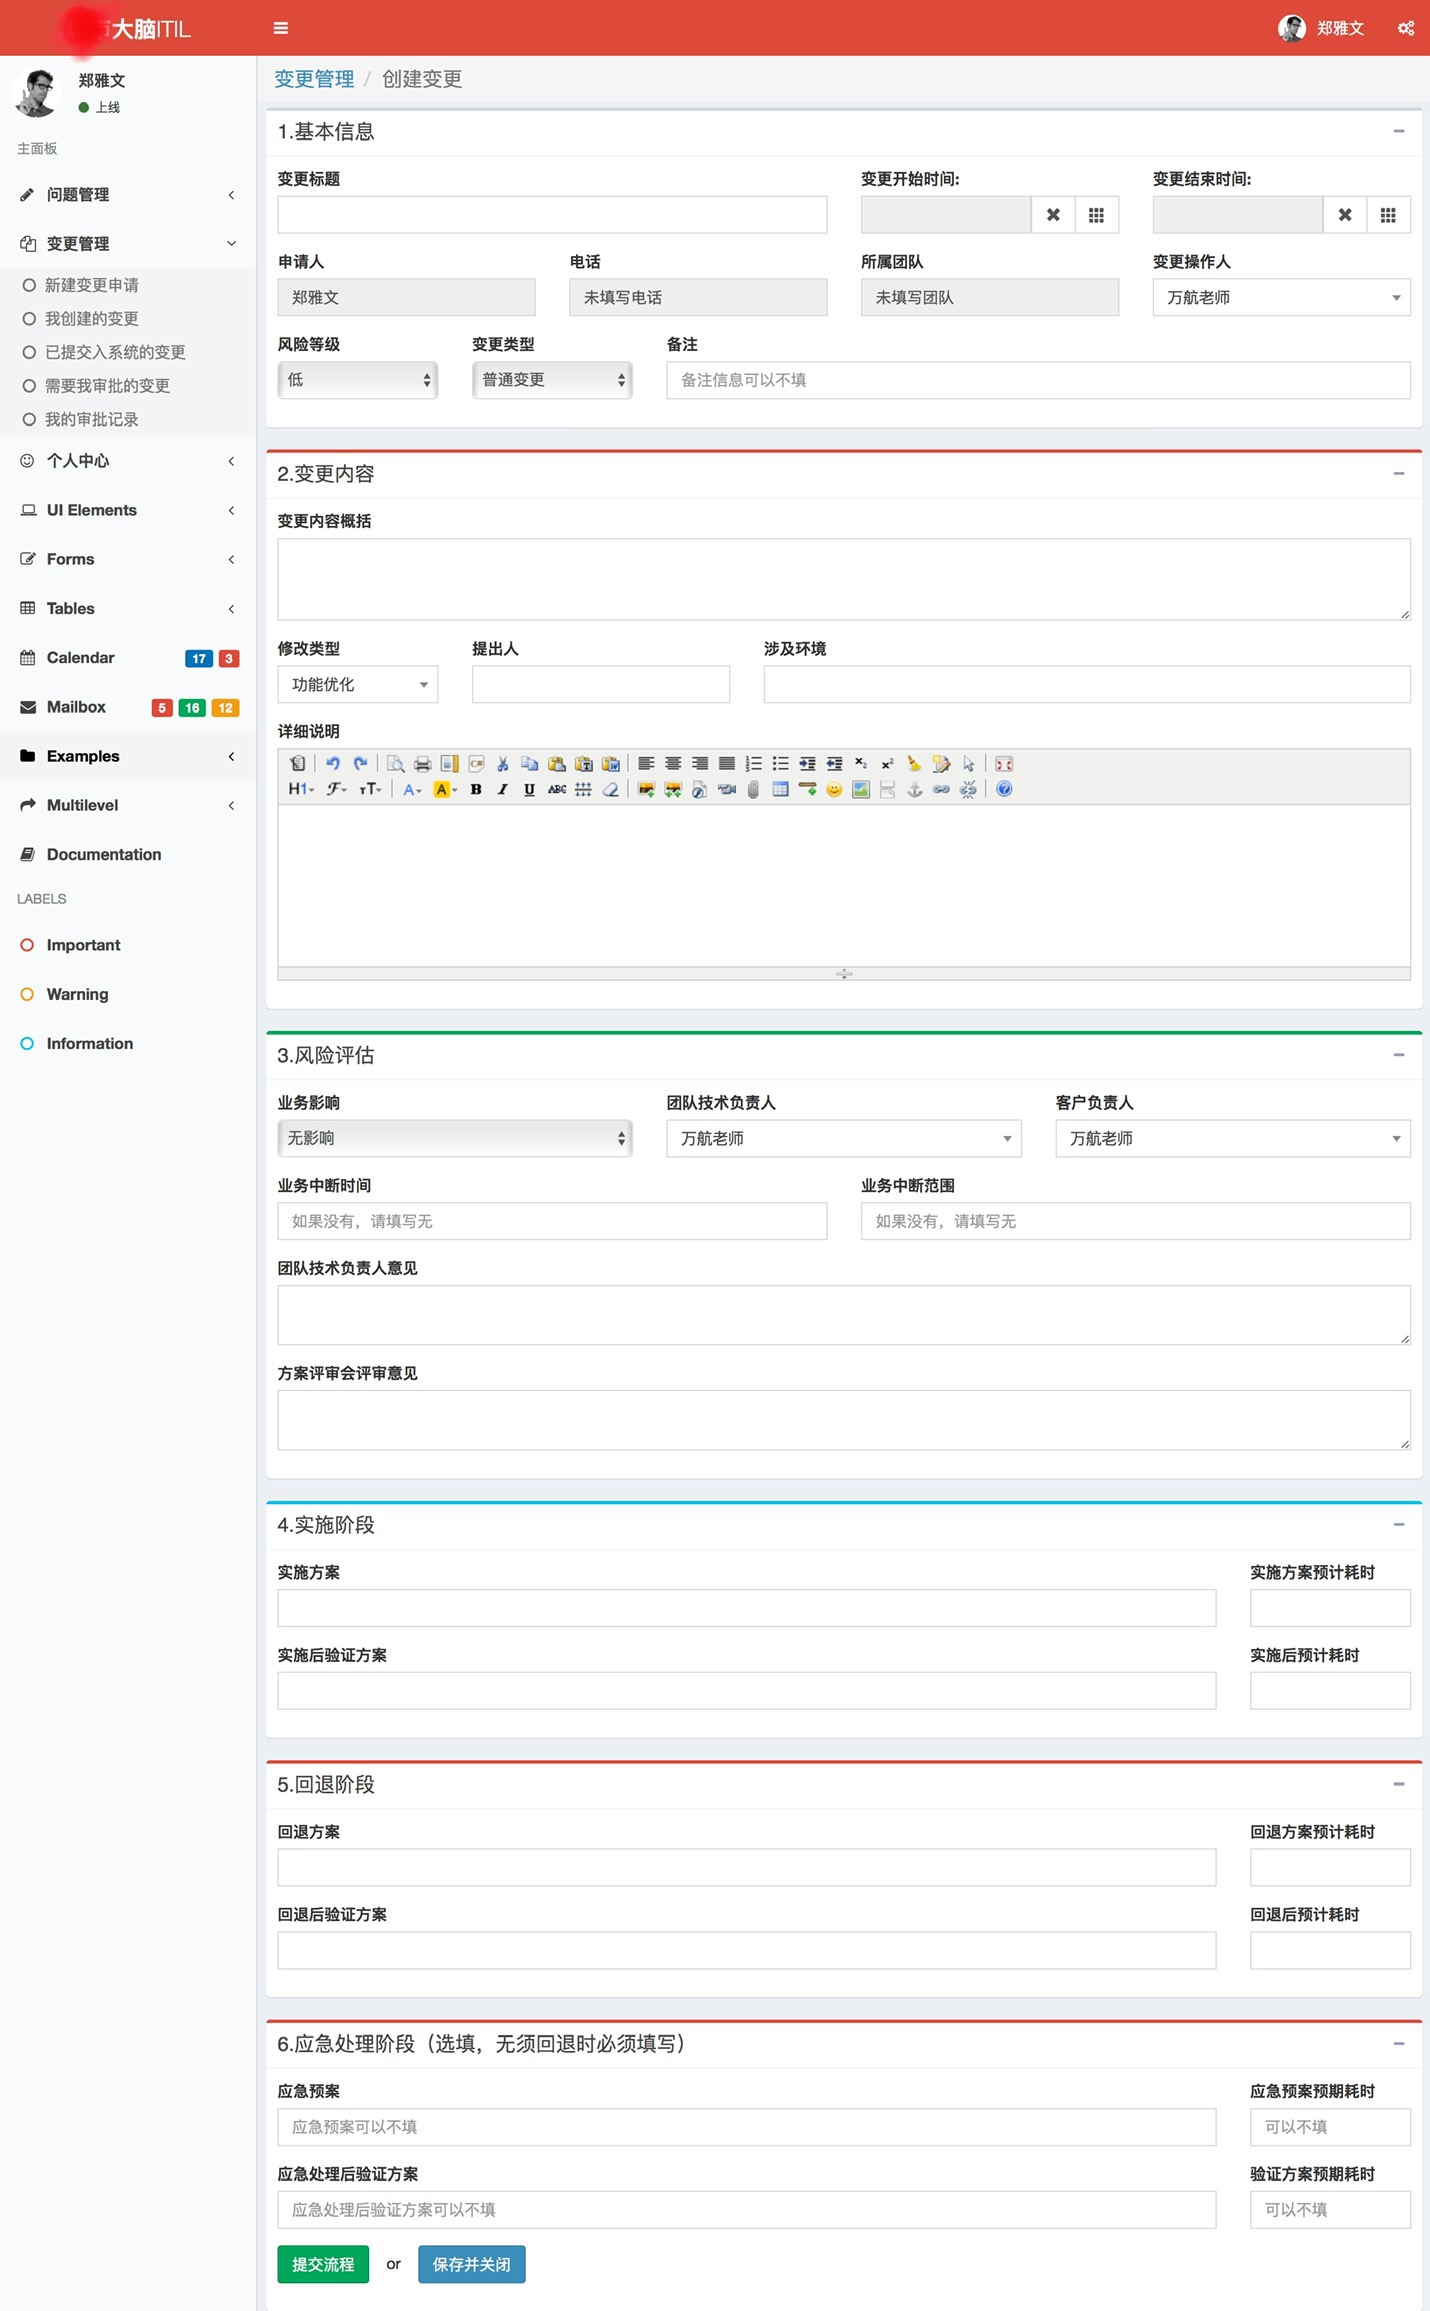 大脑ITIL
郑雅文
郑雅文
上线
主面板
问题管理
变更管理
新建变更申请
我创建的变更
已提交入系统的变更
需要我审批的变更
我的审批记录
个人中心
UI Elements
Forms
Tables
Calendar 17 3
Mailbox 5 16 12
Examples
Multilevel
Documentation
LABELS
Important
Warning
Information
变更管理 / 创建变更
1.基本信息
变更标题 变更开始时间: 变更结束时间:
申请人 电话 所属团队 变更操作人
郑雅文 未填写电话 未填写团队 万航老师
风险等级 变更类型 备注
低 普通变更 备注信息可以不填
2.变更内容
变更内容概括
修改类型 提出人 涉及环境
功能优化
详细说明
H1 F TT A A B I U ABC
3.风险评估
业务影响 团队技术负责人 客户负责人
无影响 万航老师 万航老师
业务中断时间 业务中断范围
如果没有，请填写无 如果没有，请填写无
团队技术负责人意见
方案评审会评审意见
4.实施阶段
实施方案 实施方案预计耗时
实施后验证方案 实施后预计耗时
5.回退阶段
回退方案 回退方案预计耗时
回退后验证方案 回退后预计耗时
6.应急处理阶段（选填，无须回退时必须填写）
应急预案 应急预案预期耗时
应急预案可以不填 可以不填
应急处理后验证方案 验证方案预期耗时
应急处理后验证方案可以不填 可以不填
提交流程 or 保存并关闭